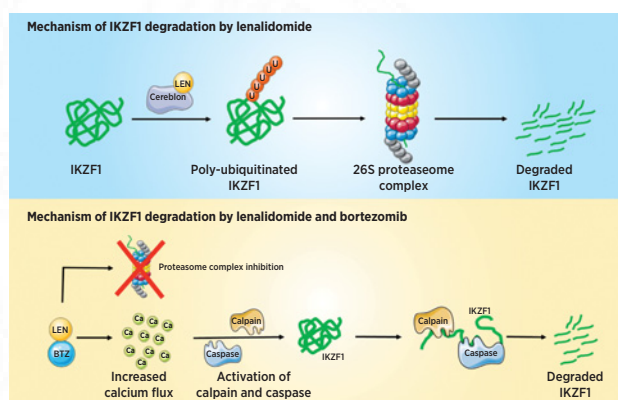 Mechanism of IKZF1 degradation by lenalidomide
LEN
Cereblon
U U U U U
IKZF1
Poly-ubiquitinated
IKZF1
26S proteaseome
complex
Degraded
IKZF1
Mechanism of IKZF1 degradation by lenalidomide and bortezomib
Proteasome complex inhibition
LEN
BTZ
Ca Ca Ca
Ca Ca
Ca Ca Ca
Ca Ca
Increased
calcium flux
Calpain
Caspase
Activation of
calpain and caspase
IKZF1
Calpain
IKZF1
Caspase
Degraded
IKZF1